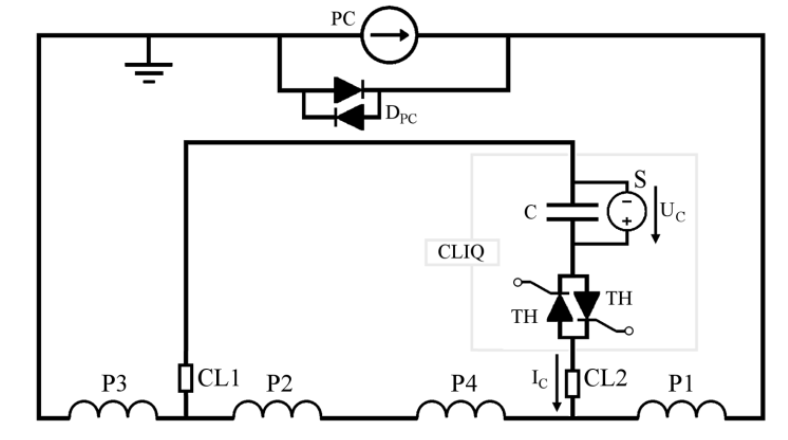 PC
D_PC
S
−
C
U_C
+
CLIQ
TH
TH
P3
CL1
P2
P4
I_C
CL2
P1